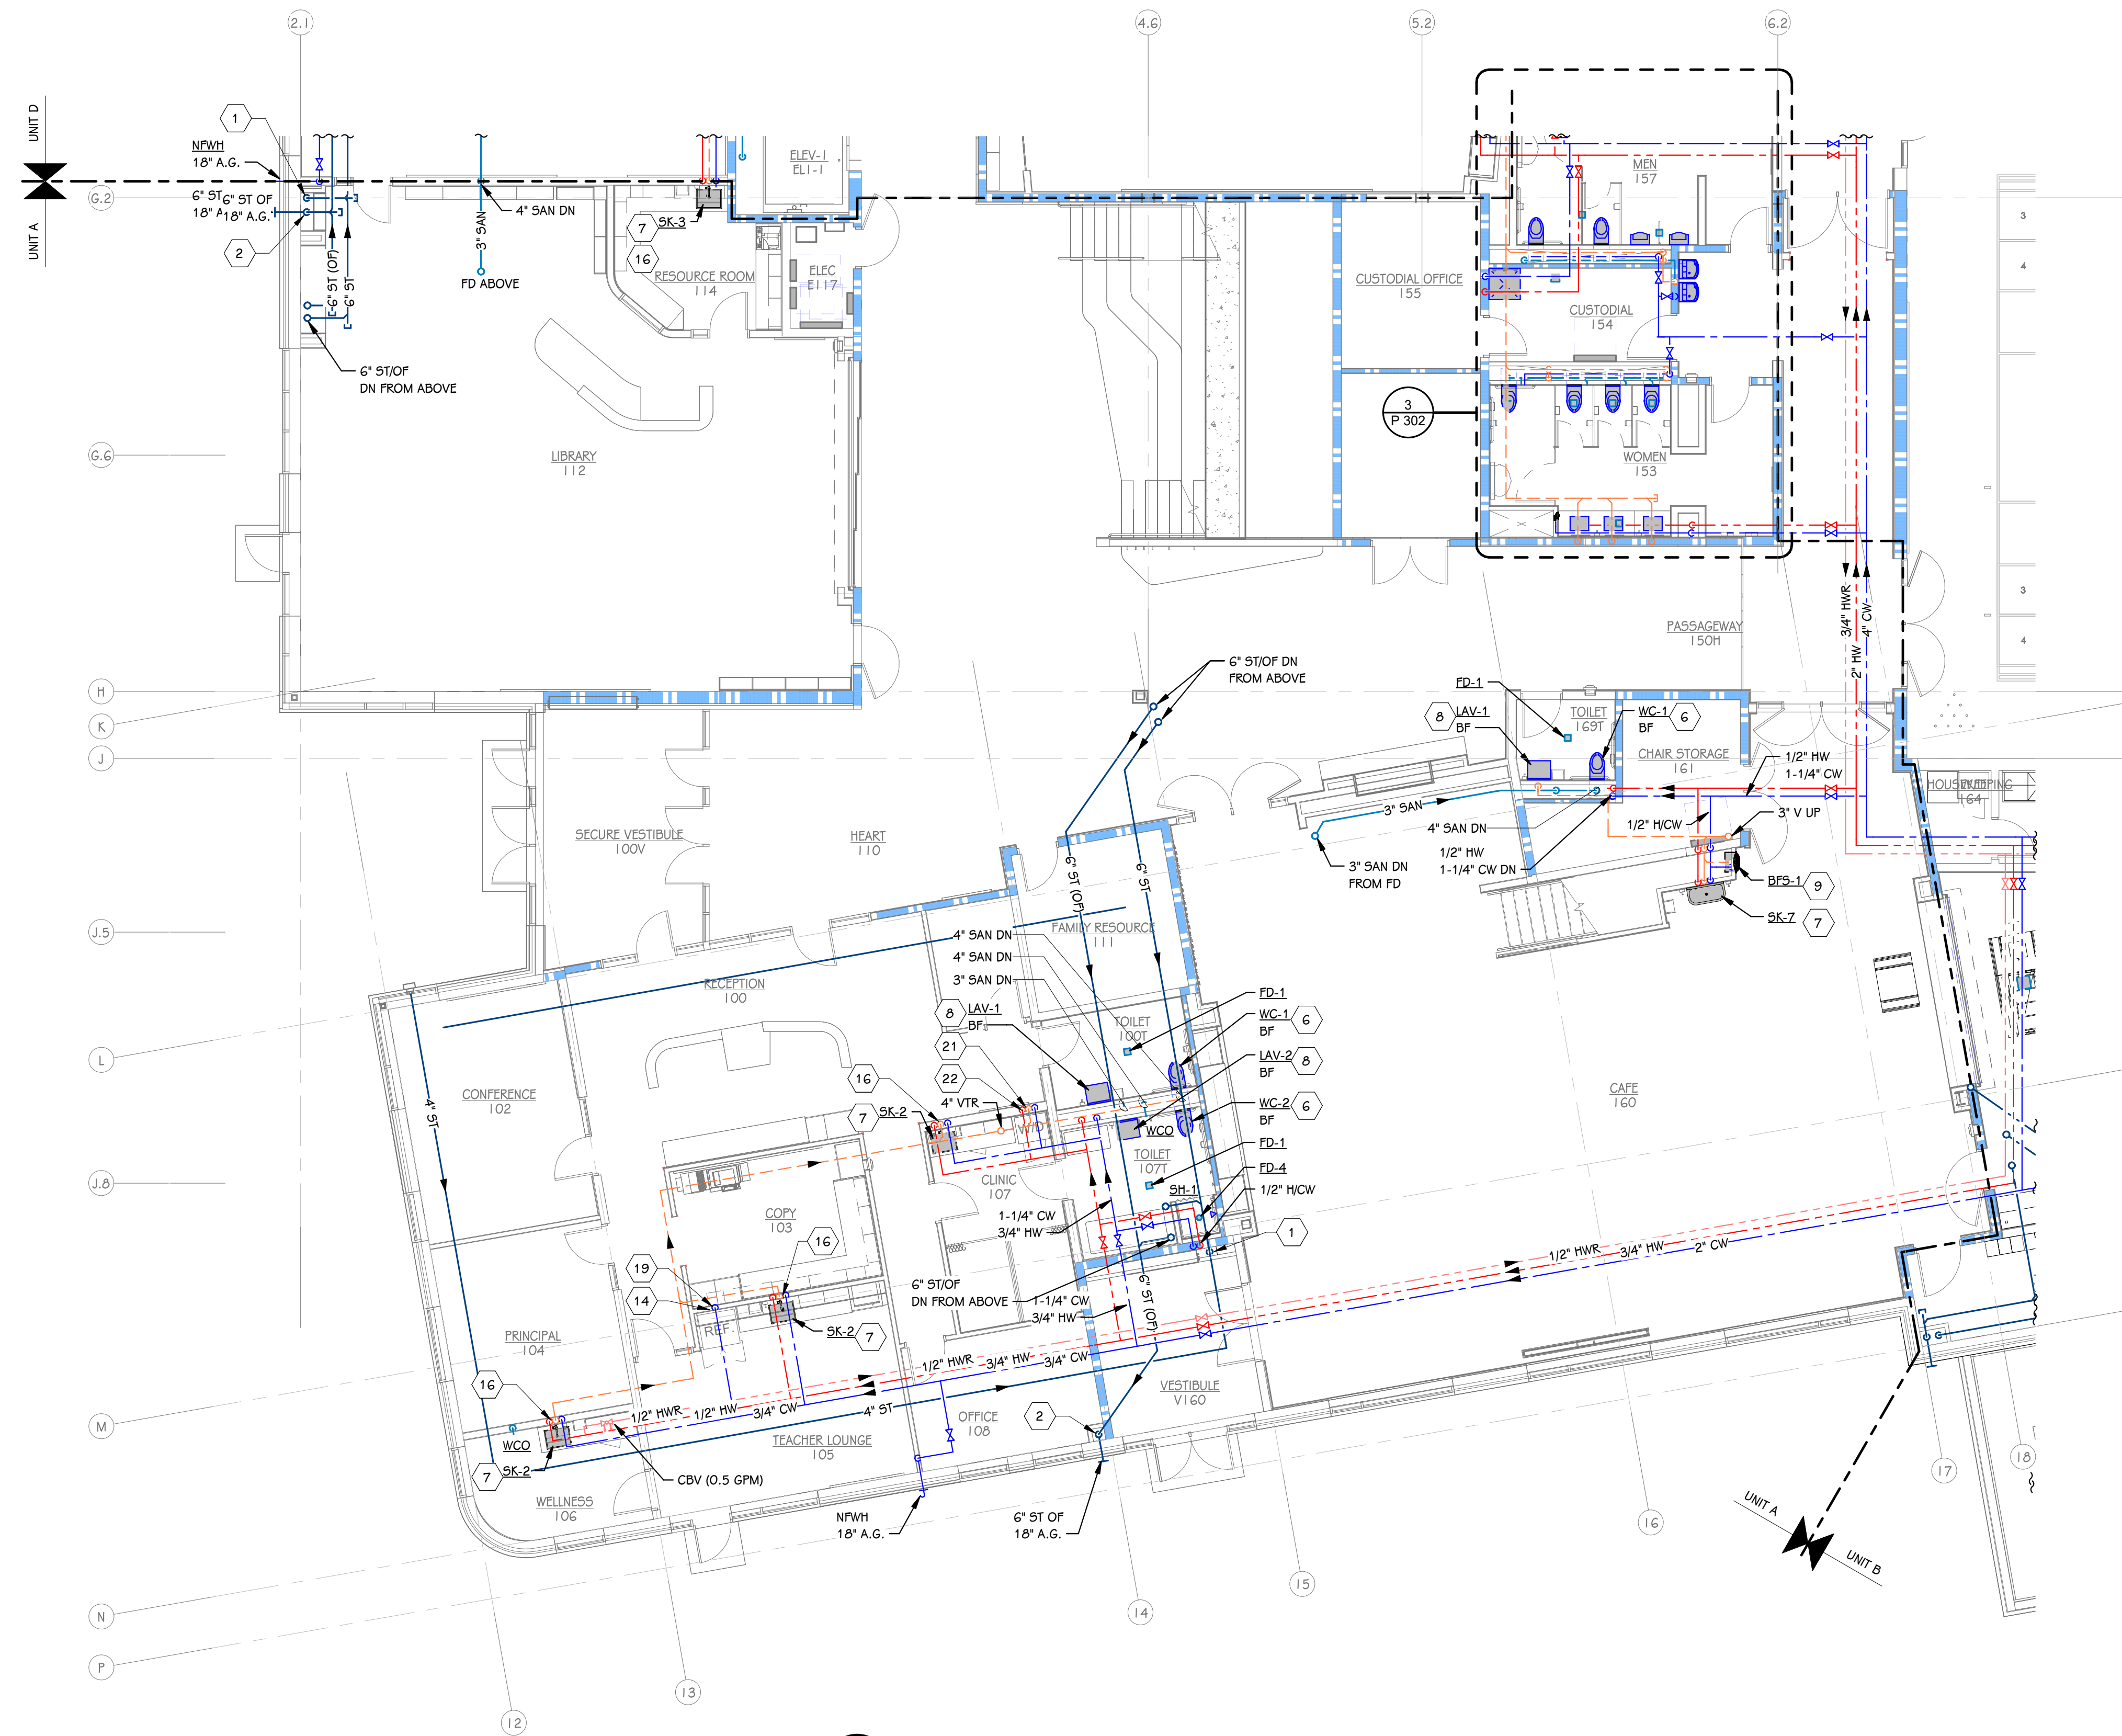 2.1
4.6
5.2
6.2
UNIT D
UNIT A
1
NFWH
18" A.G.
G.2
6" ST
18" A
6" ST OF
18" A.G.
2
6" ST (OF)
6" ST
3" SAN
4" SAN DN
FD ABOVE
6" ST/OF
DN FROM ABOVE
ELEV-1
EL1-1
7
SK-3
16
RESOURCE ROOM
114
ELEC
E117
MEN
157
CUSTODIAL OFFICE
155
CUSTODIAL
154
3
P 302
WOMEN
153
3
4
3
4
G.6
LIBRARY
112
PASSAGEWAY
150H
3/4" HWR
2" HW
4" CW
H
K
J
6" ST/OF DN
FROM ABOVE
FD-1
8
LAV-1
BF
TOILET
169T
WC-1
BF
6
CHAIR STORAGE
161
1/2" HW
1-1/4" CW
HOUSEKEEPING
164
SECURE VESTIBULE
100V
HEART
110
3" SAN
4" SAN DN
1/2" H/CW
3" V UP
1/2" HW
1-1/4" CW DN
3" SAN DN
FROM FD
BFS-1
9
SK-7
7
6" ST (OF)
6" ST
J.5
FAMILY RESOURCE
111
4" SAN DN
4" SAN DN
3" SAN DN
RECEPTION
100
8
LAV-1
BF
21
22
16
4" VTR
7
SK-2
W/D
TOILET
100T
FD-1
WC-1
BF
6
LAV-2
BF
8
WC-2
BF
6
WCO
FD-1
FD-4
1/2" H/CW
SH-1
TOILET
107T
L
CONFERENCE
102
4" ST
CAFE
160
J.8
CLINIC
107
COPY
103
16
1-1/4" CW
3/4" HW
1
19
14
REF.
SK-2
7
6" ST/OF
DN FROM ABOVE
1-1/4" CW
3/4" HW
6" ST (OF)
1/2" HWR
3/4" HW
2" CW
PRINCIPAL
104
1/2" HWR
3/4" HW
3/4" CW
16
1/2" HWR
1/2" HW
3/4" CW
4" ST
M
WCO
7
SK-2
TEACHER LOUNGE
105
OFFICE
108
VESTIBULE
V160
2
CBV (0.5 GPM)
WELLNESS
106
NFWH
18" A.G.
6" ST OF
18" A.G.
UNIT A
UNIT B
17
18
16
15
14
N
P
13
12